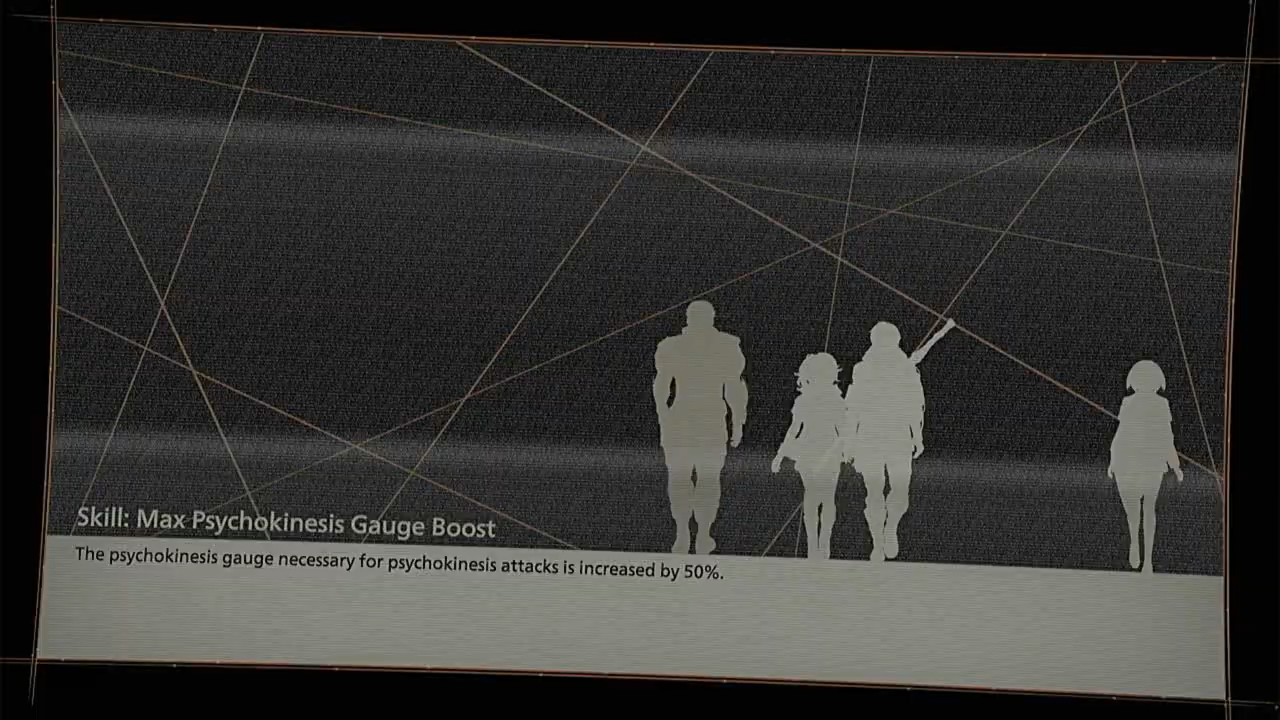 Skill: Max Psychokinesis Gauge Boost
The psychokinesis gauge necessary for psychokinesis attacks is increased by 50%.